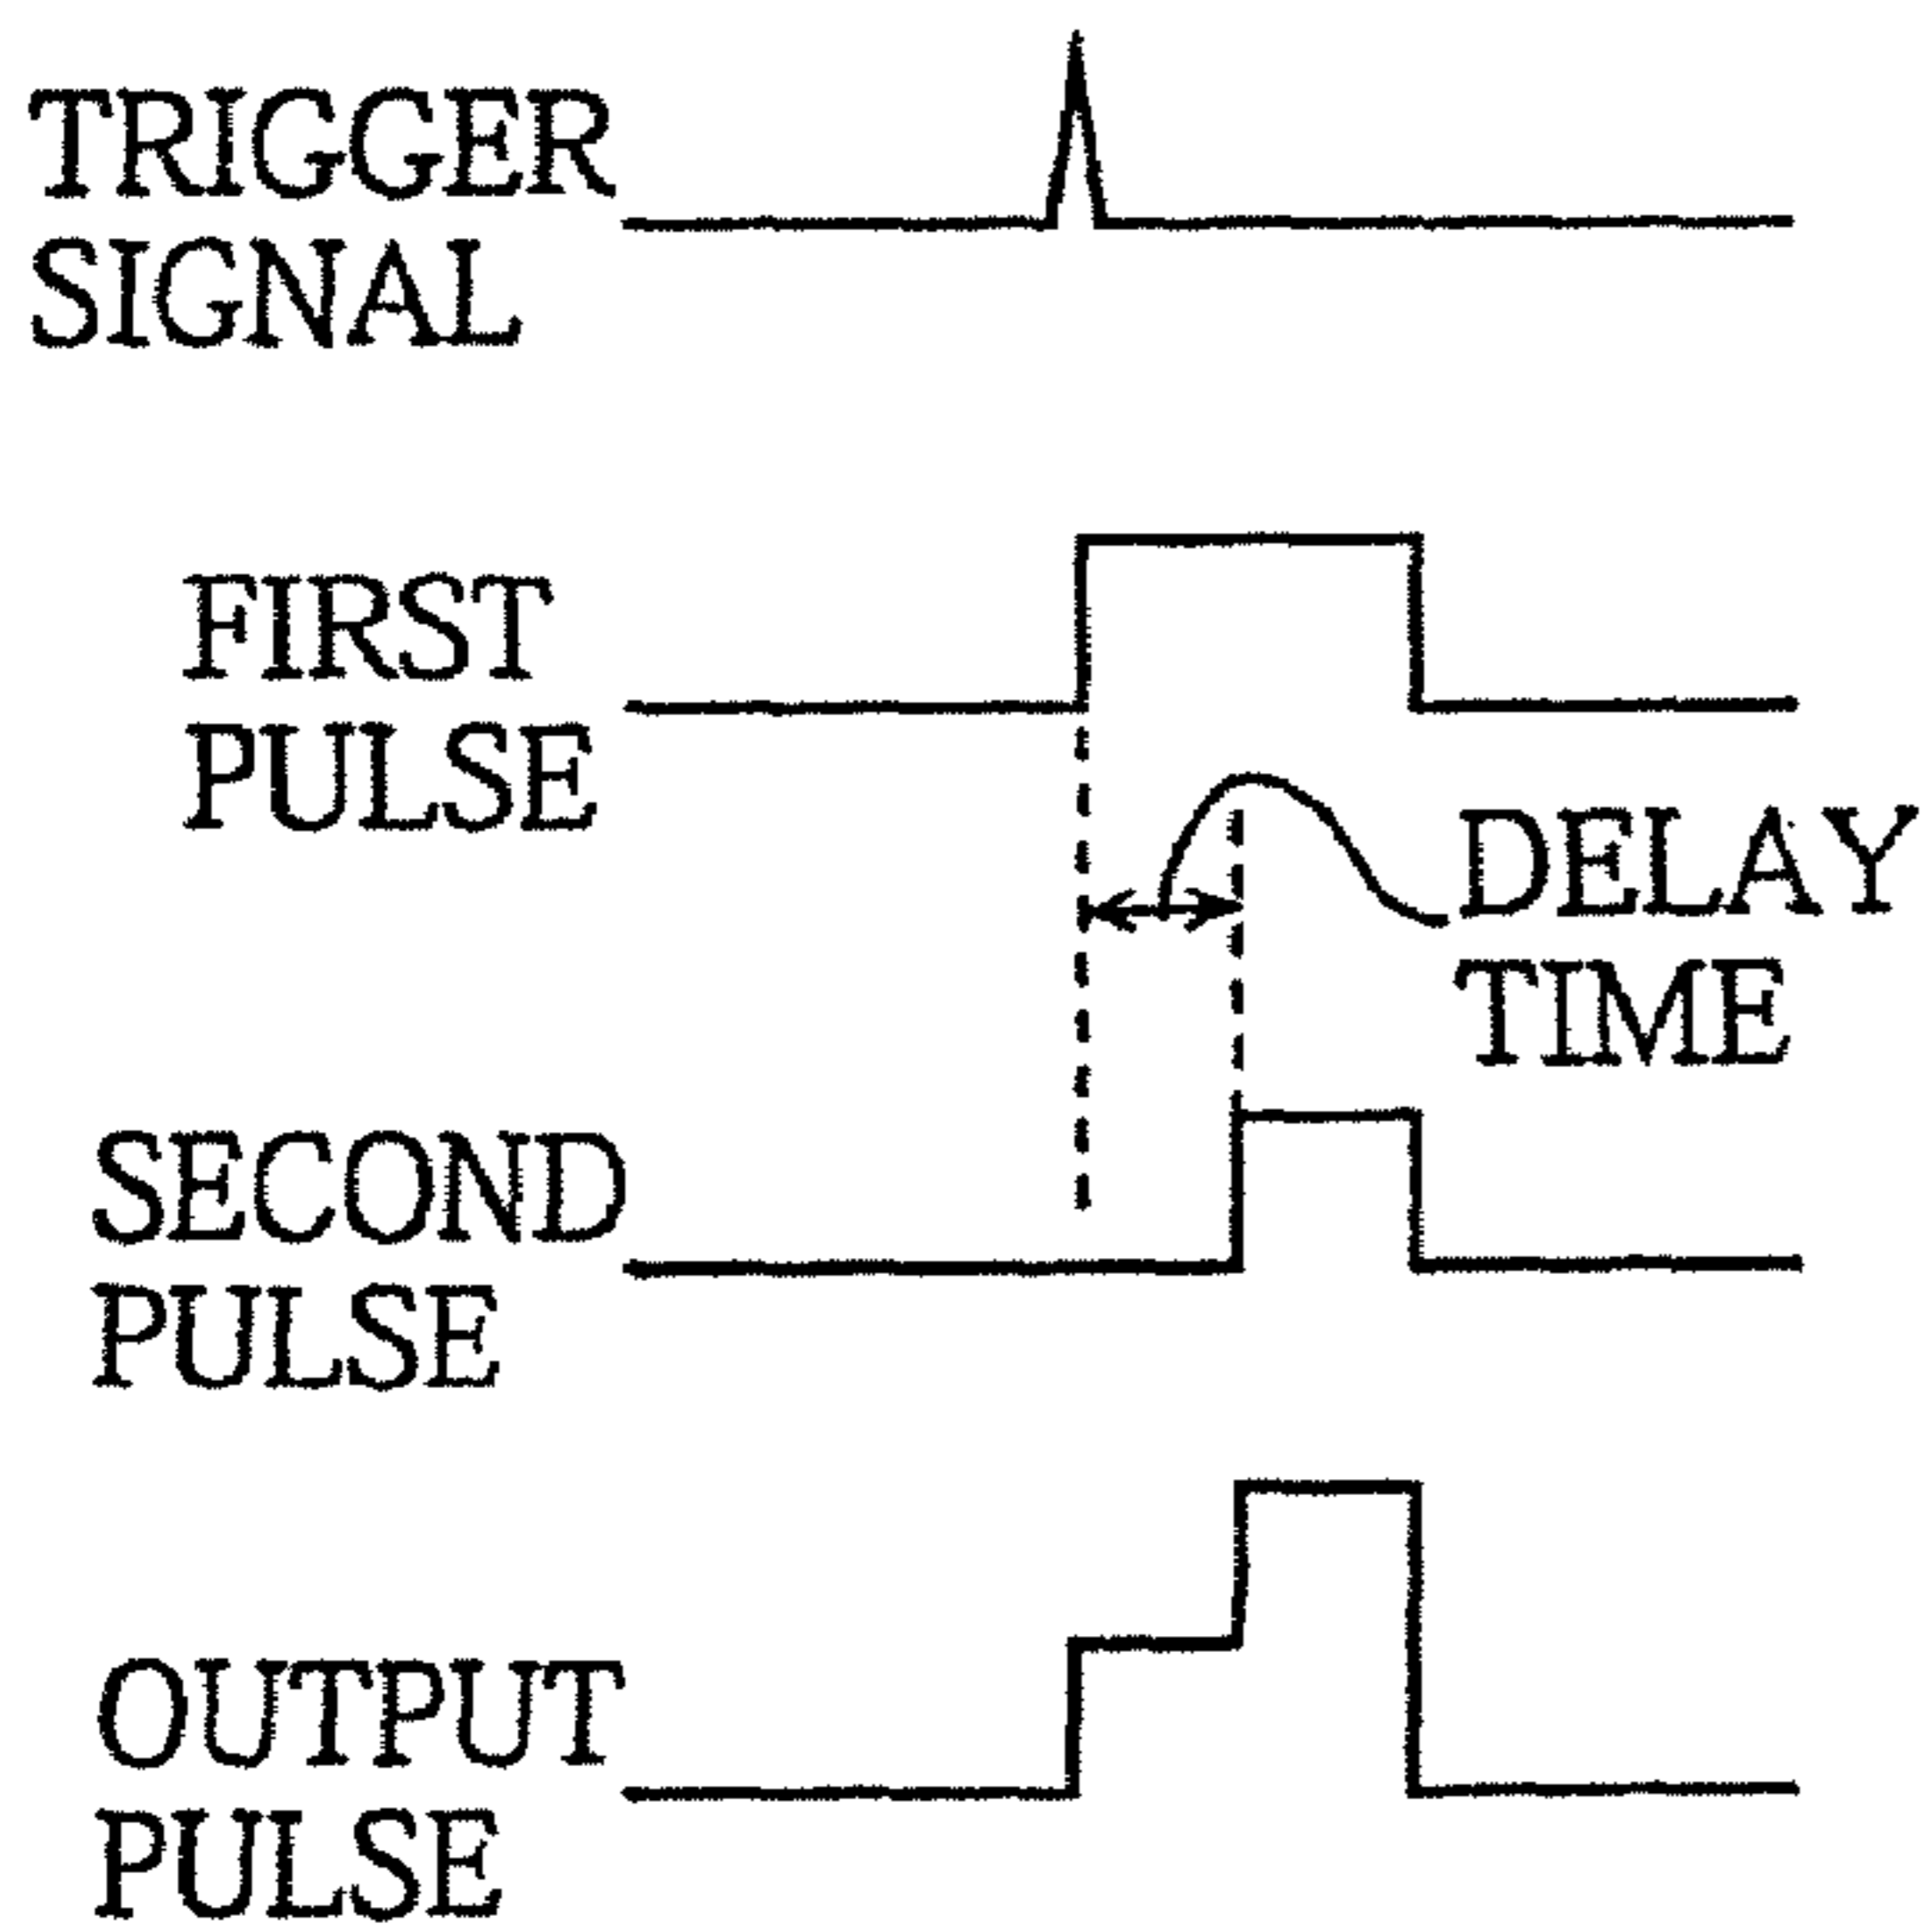 TRIGGER
SIGNAL
FIRST
PULSE
DELAY
TIME
SECOND
PULSE
OUTPUT
PULSE